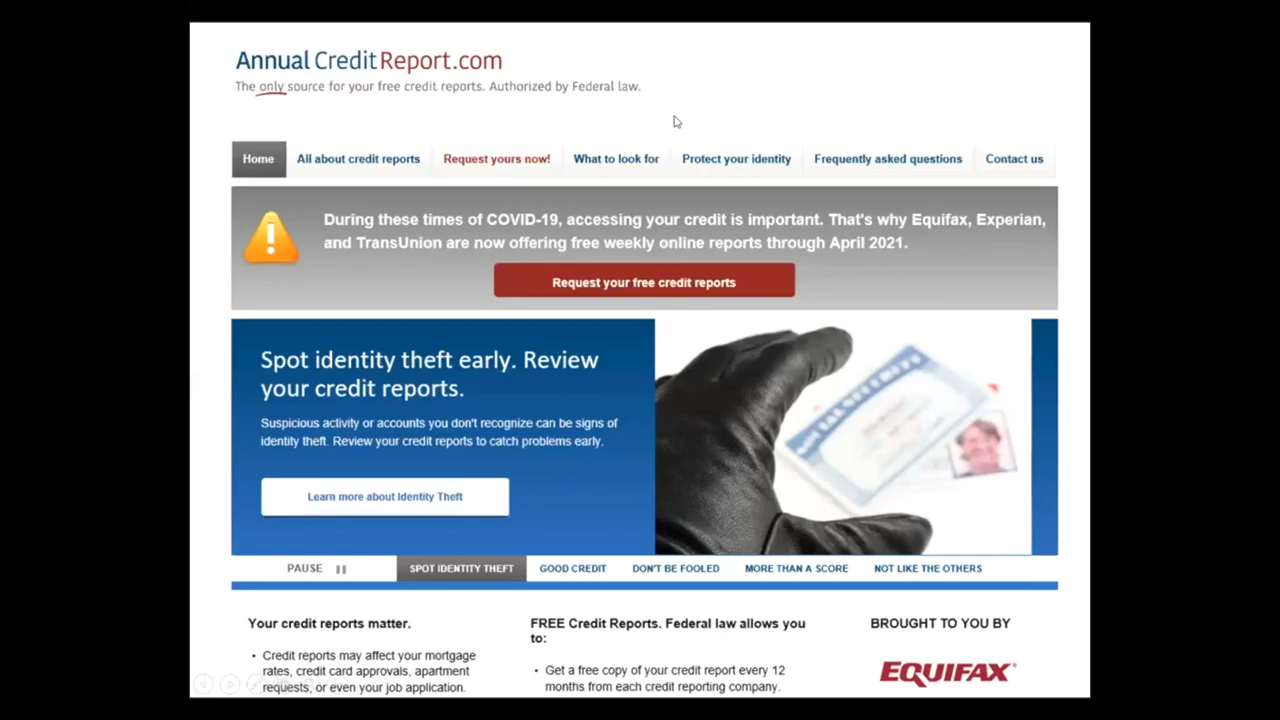 AnnualCreditReport.com
The only source for your free credit reports. Authorized by Federal law.
Home
All about credit reports
Request yours now!
What to look for
Protect your identity
Frequently asked questions
Contact us
During these times of COVID-19, accessing your credit is important. That's why Equifax, Experian,
and TransUnion are now offering free weekly online reports through April 2021.
Request your free credit reports
Spot identity theft early. Review
your credit reports.
Suspicious activity or accounts you don't recognize can be signs of
identity theft. Review your credit reports to catch problems early.
Learn more about Identity Theft
PAUSE
SPOT IDENTITY THEFT
GOOD CREDIT
DON'T BE FOOLED
MORE THAN A SCORE
NOT LIKE THE OTHERS
Your credit reports matter.
Credit reports may affect your mortgage
rates, credit card approvals, apartment
requests, or even your job application.
FREE Credit Reports. Federal law allows you
to:
Get a free copy of your credit report every 12
months from each credit reporting company.
BROUGHT TO YOU BY
EQUIFAX